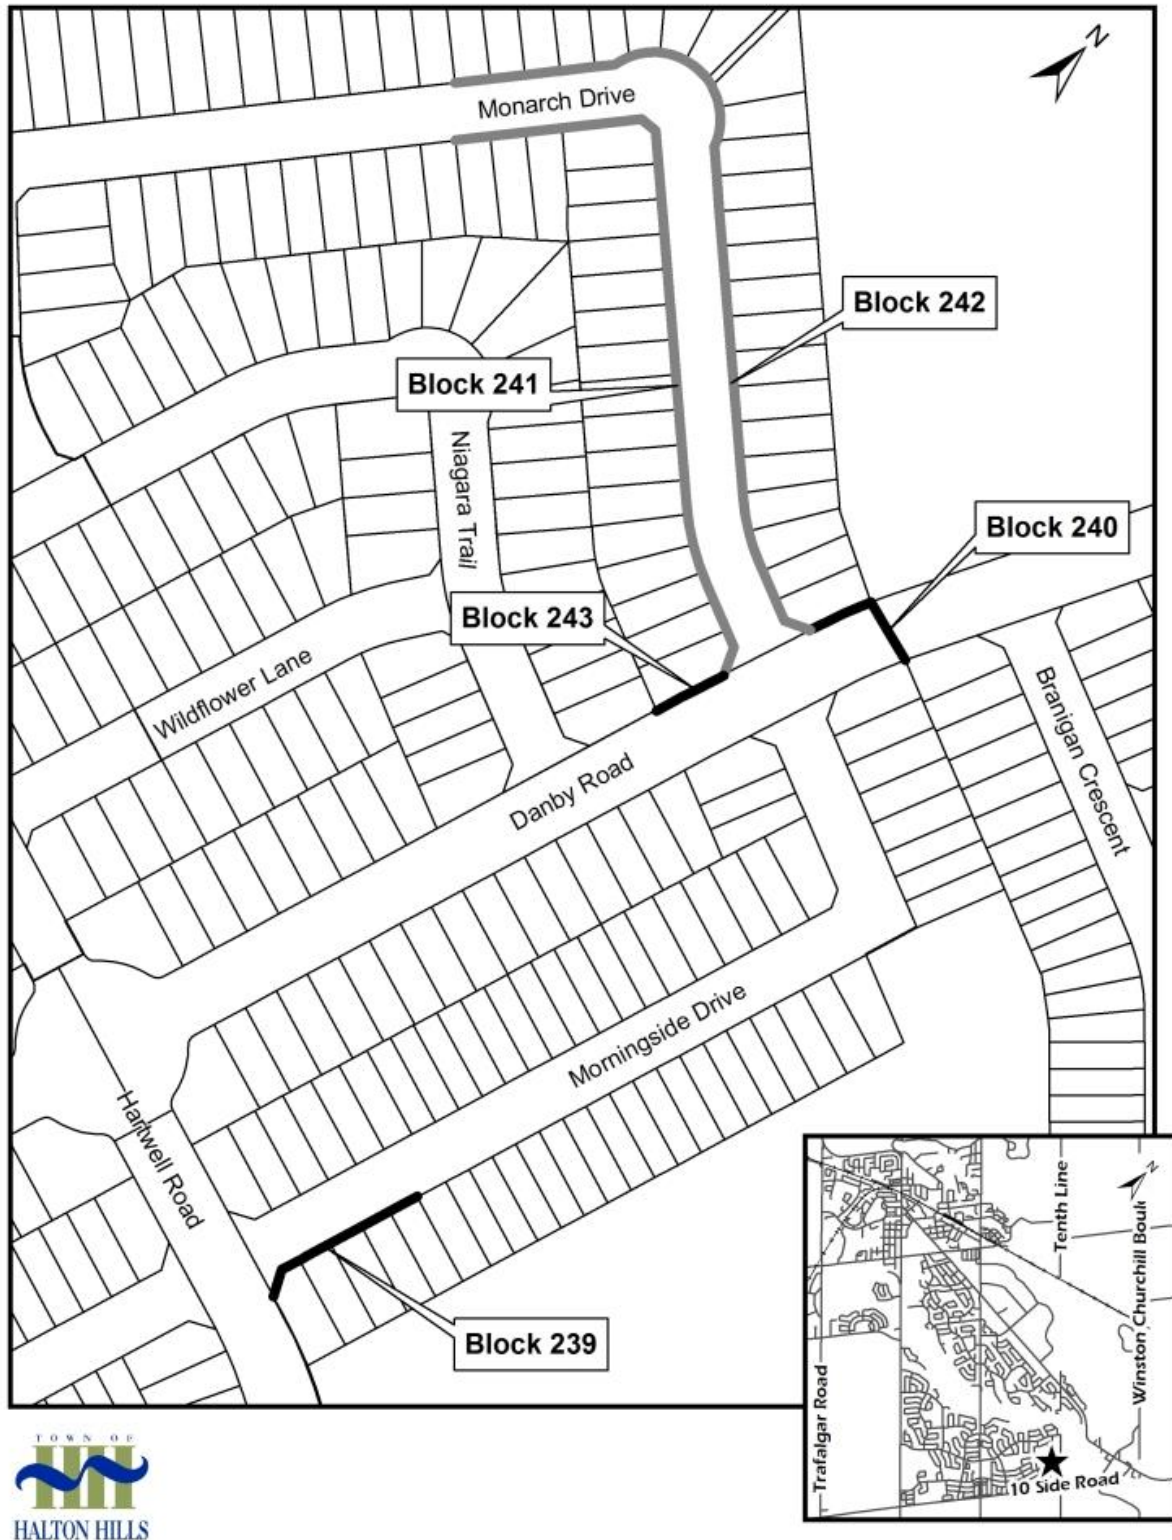 N
Monarch Drive
Block 242
Block 241
Niagara Trail
Block 240
Block 243
Wildflower Lane
Branigan Crescent
Danby Road
Morningside Drive
Hartwell Road
Block 239
N
Tenth Line
Winston Churchill Boul
Trafalgar Road
10 Side Road
TOWN OF
HALTON HILLS